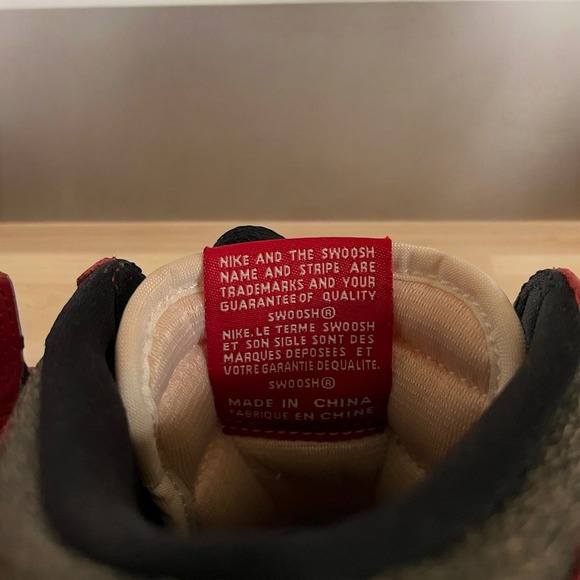 NIKE AND THE SWOOSH
NAME AND STRIPE ARE
TRADEMARKS AND YOUR
GUARANTEE OF QUALITY
SWOOSH®
NIKE. LE TERME SWOOSH
ET SON SIGLE SONT DES
MARQUES DEPOSEES ET
VOTRE GARANTIE DE QUALITE.
SWOOSH®
MADE IN CHINA
FABRIQUE EN CHINE